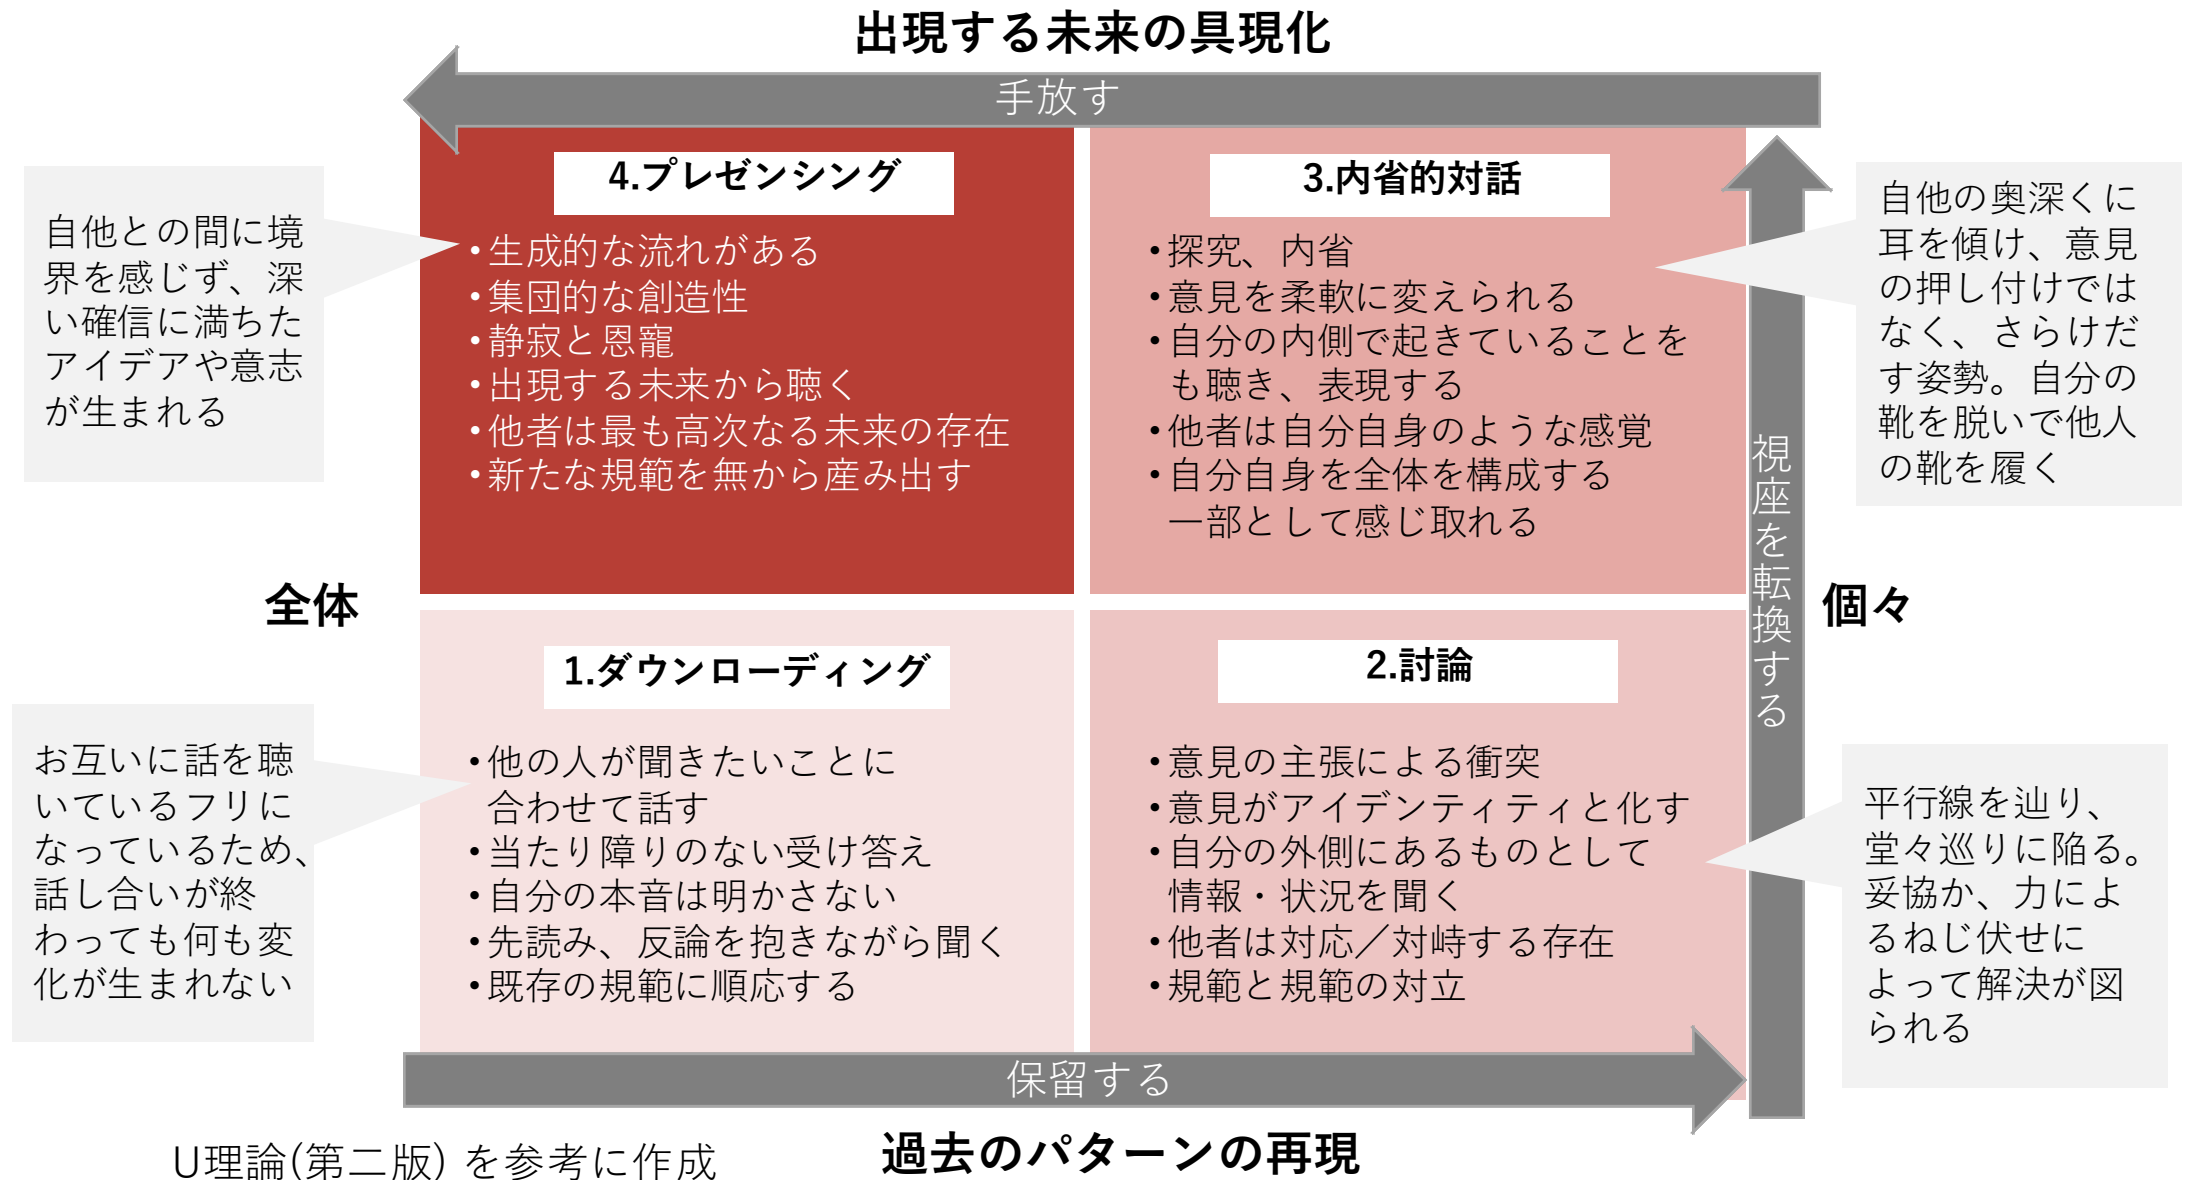 出現する未来の具現化
手放す
4.プレゼンシング
•生成的な流れがある
•集団的な創造性
•静寂と恩寵
•出現する未来から聴く
•他者は最も高次なる未来の存在
•新たな規範を無から産み出す
自他との間に境
界を感じず、深
い確信に満ちた
アイデアや意志
が生まれる
3.内省的対話
•探究、内省
•意見を柔軟に変えられる
•自分の内側で起きていることを
も聴き、表現する
•他者は自分自身のような感覚
•自分自身を全体を構成する
一部として感じ取れる
自他の奥深くに
耳を傾け、意見
の押し付けでは
なく、さらけだ
す姿勢。自分の
靴を脱いで他人
の靴を履く
視座を転換する
全体
個々
1.ダウンローディング
•他の人が聞きたいことに
合わせて話す
•当たり障りのない受け答え
•自分の本音は明かさない
•先読み、反論を抱きながら聞く
•既存の規範に順応する
お互いに話を聴
いているフリに
なっているため、
話し合いが終
わっても何も変
化が生まれない
2.討論
•意見の主張による衝突
•意見がアイデンティティと化す
•自分の外側にあるものとして
情報・状況を聞く
•他者は対応／対峙する存在
•規範と規範の対立
平行線を辿り、
堂々巡りに陥る。
妥協か、力によ
るねじ伏せに
よって解決が図
られる
保留する
過去のパターンの再現
U理論(第二版) を参考に作成